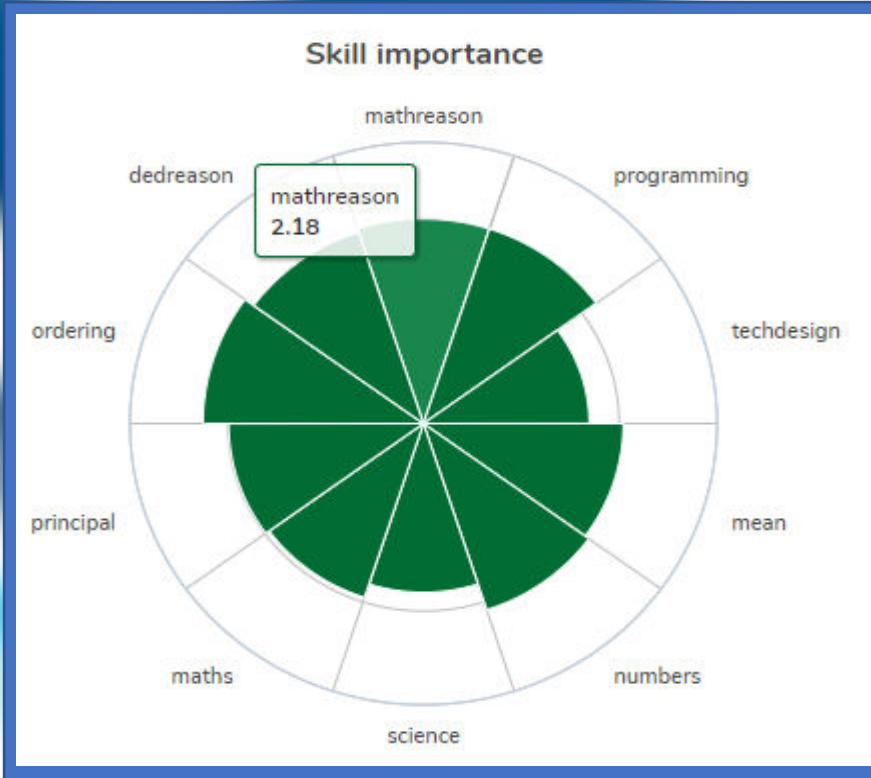 Skill importance
mathreason
dedreason
programming
mathreason
2.18
ordering
techdesign
principal
mean
maths
numbers
science